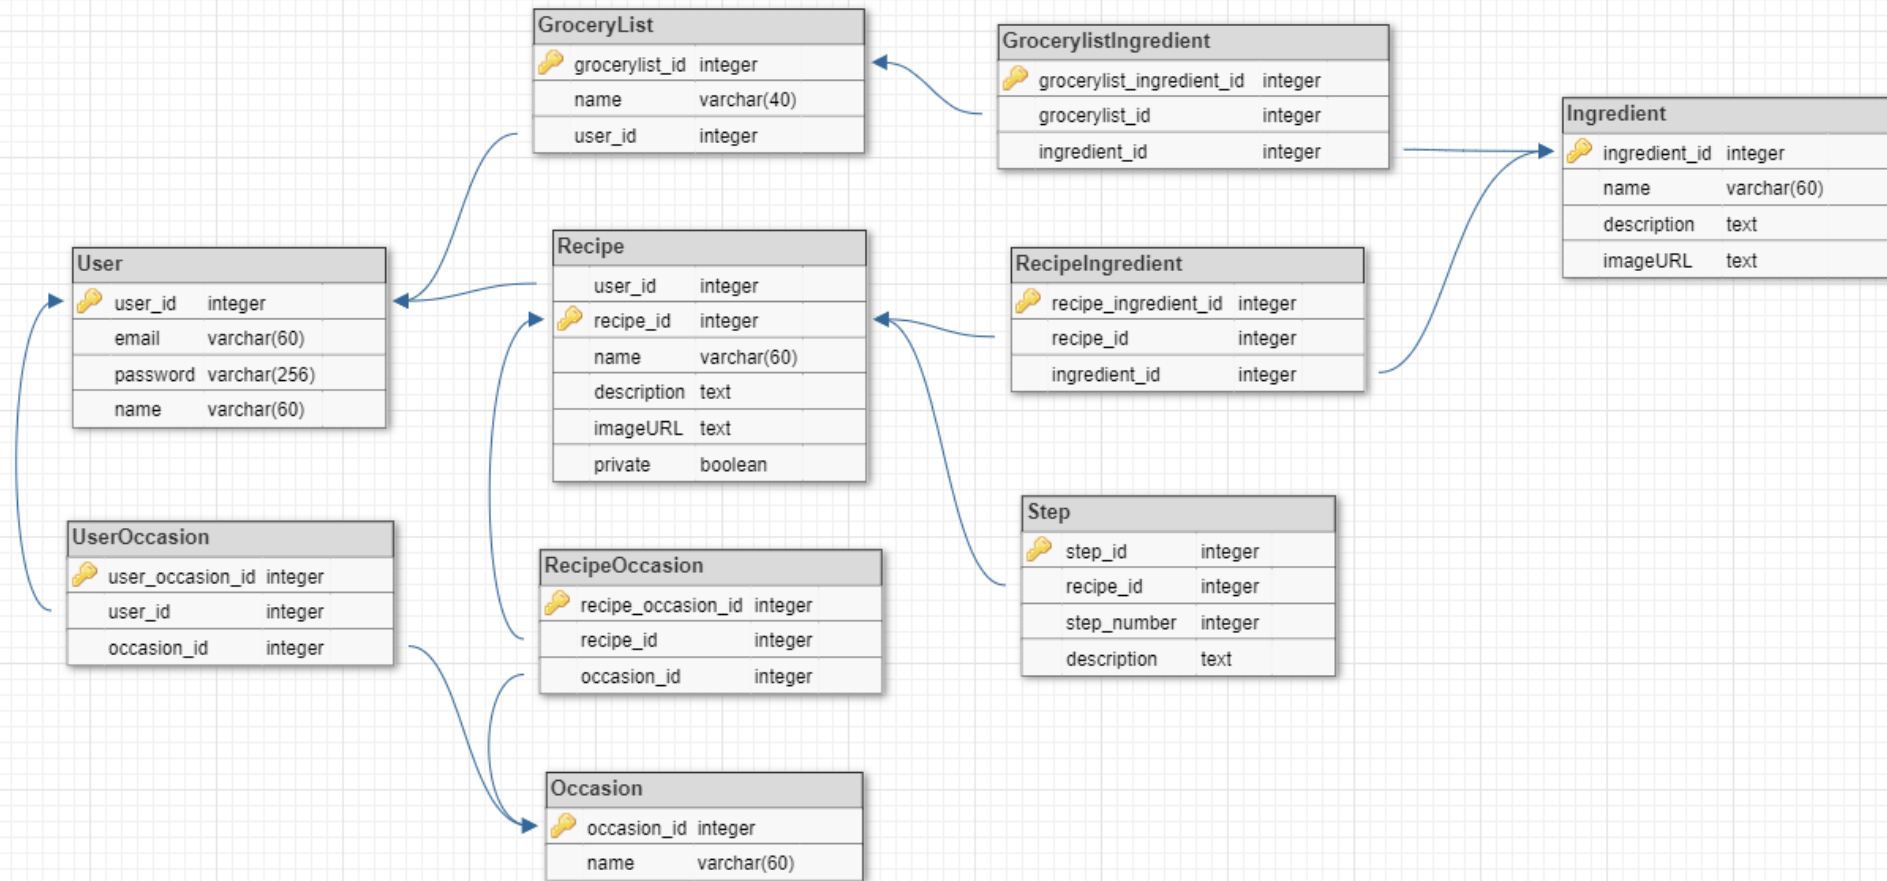 GroceryList
grocerylist_id integer
name varchar(40)
user_id integer
GrocerylistIngredient
grocerylist_ingredient_id integer
grocerylist_id integer
ingredient_id integer
Ingredient
ingredient_id integer
name varchar(60)
description text
imageURL text
User
user_id integer
email varchar(60)
password varchar(256)
name varchar(60)
Recipe
user_id integer
recipe_id integer
name varchar(60)
description text
imageURL text
private boolean
RecipeIngredient
recipe_ingredient_id integer
recipe_id integer
ingredient_id integer
UserOccasion
user_occasion_id integer
user_id integer
occasion_id integer
RecipeOccasion
recipe_occasion_id integer
recipe_id integer
occasion_id integer
Step
step_id integer
recipe_id integer
step_number integer
description text
Occasion
occasion_id integer
name varchar(60)